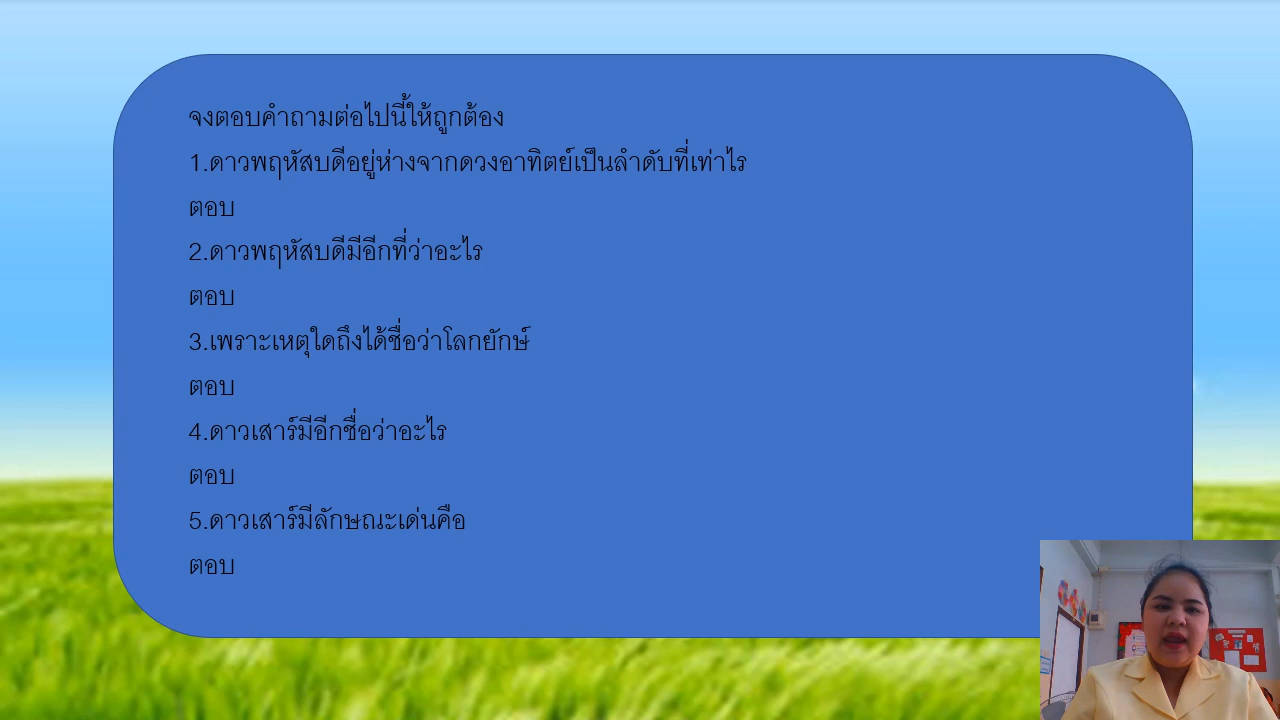 จงตอบคำถามต่อไปนี้ให้ถูกต้อง
1.ดาวพฤหัสบดีอยู่ห่างจากดวงอาทิตย์เป็นลำดับที่เท่าไร
ตอบ
2.ดาวพฤหัสบดีมีอีกที่ว่าอะไร
ตอบ
3.เพราะเหตุใดถึงได้ชื่อว่าโลกยักษ์
ตอบ
4.ดาวเสาร์มีอีกชื่อว่าอะไร
ตอบ
5.ดาวเสาร์มีลักษณะเด่นคือ
ตอบ